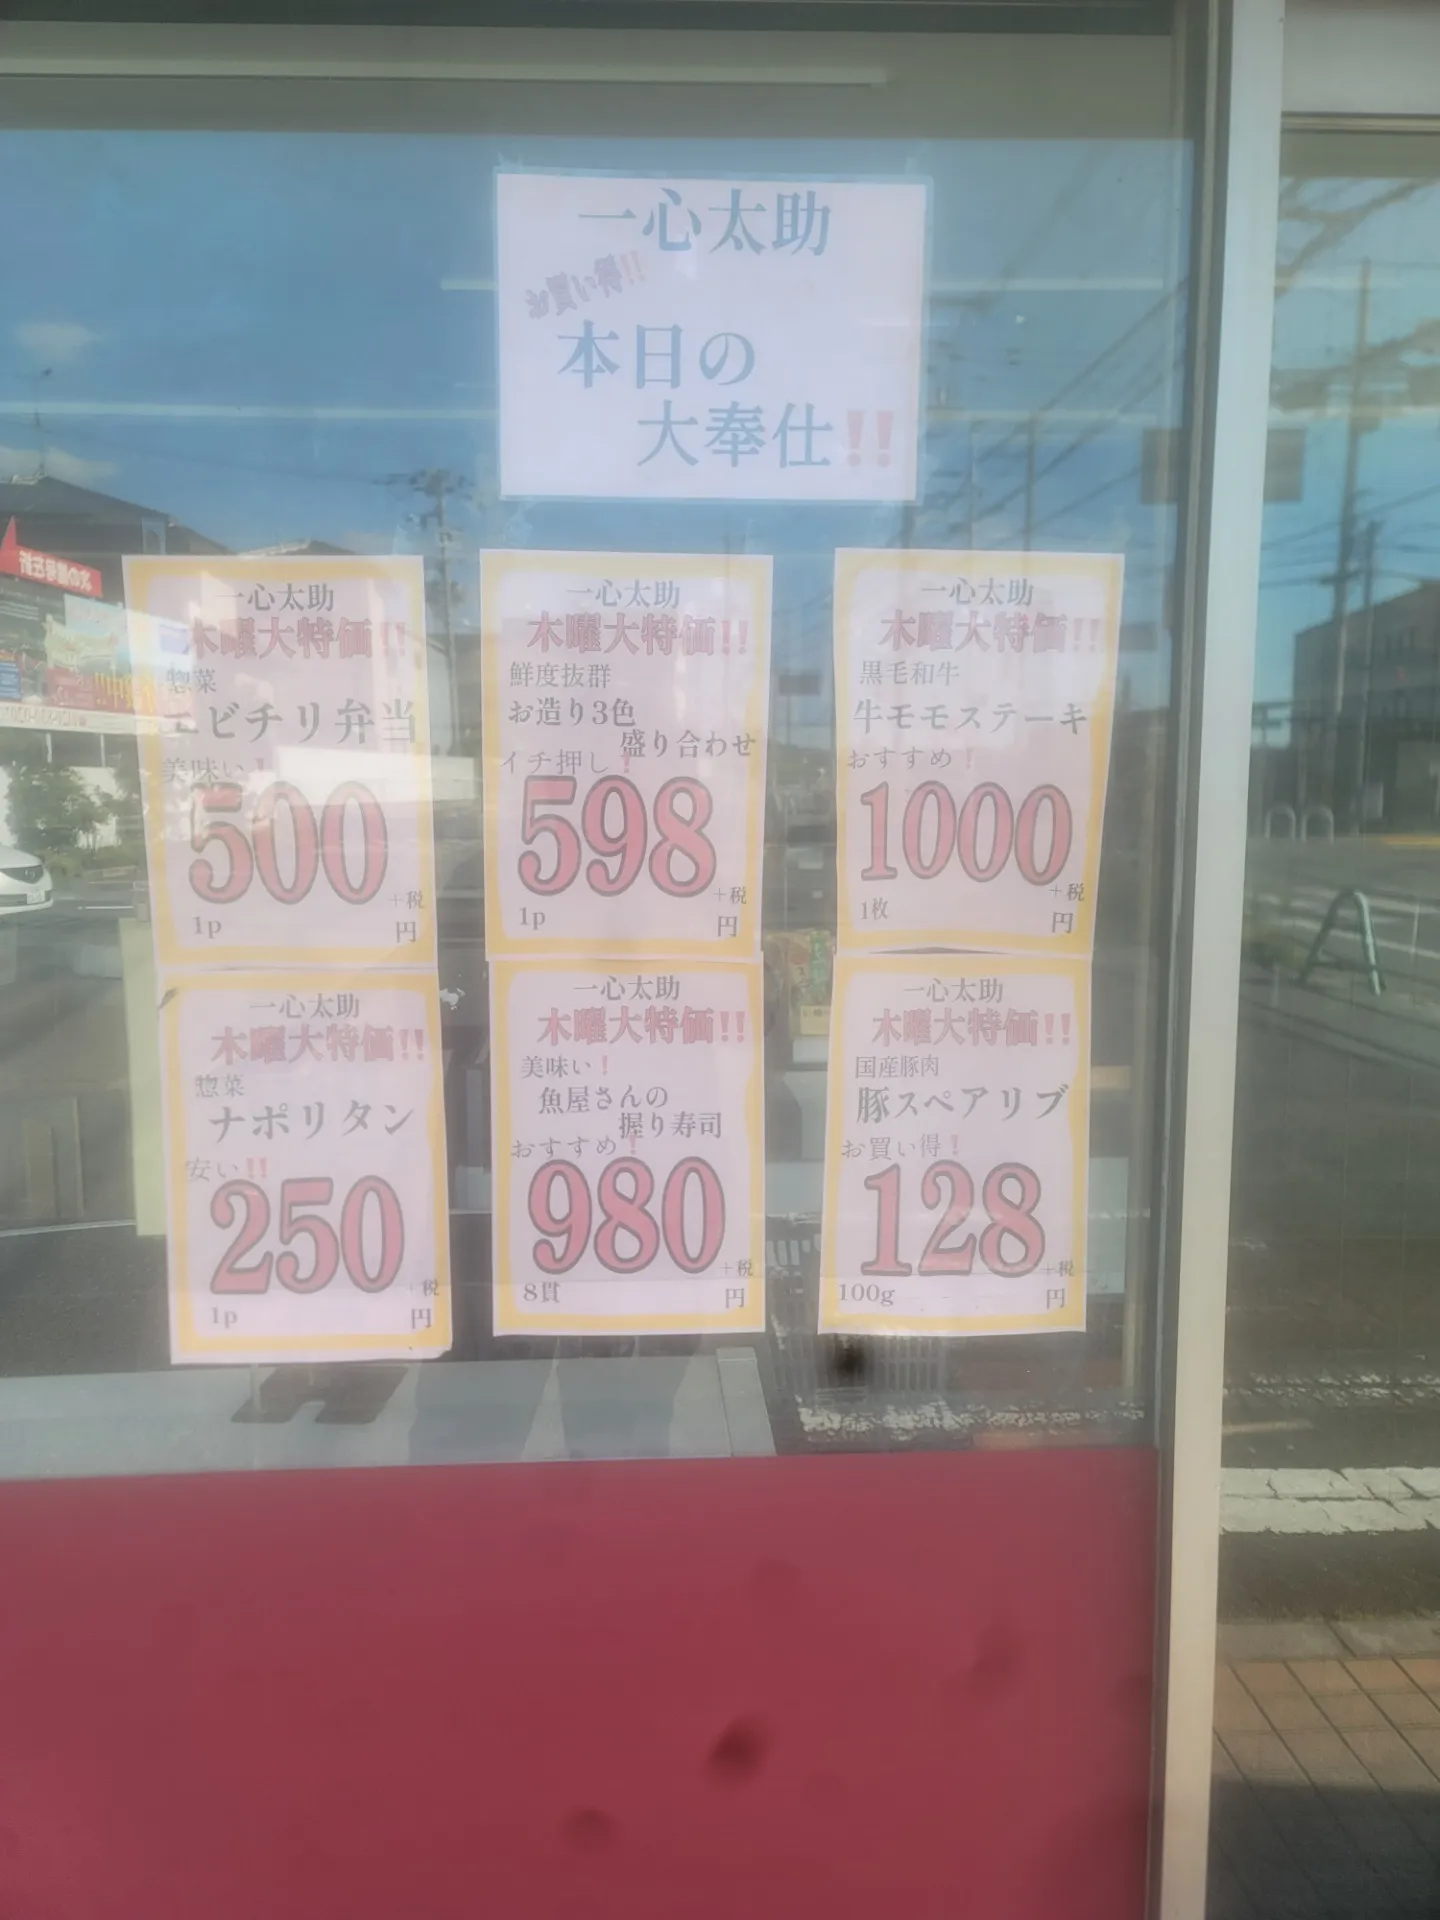 一心太助
本日の
大奉仕!!
一心太助
木曜大特価!!
惣菜
エビチリ弁当
美味い!
500
+税
1p
円
一心太助
木曜大特価!!
鮮度抜群
お造り3色
盛り合わせ
イチ押し!
598
+税
1p
円
一心太助
木曜大特価!!
黒毛和牛
牛モモステーキ
おすすめ!
1000
+税
1枚
円
一心太助
木曜大特価!!
惣菜
ナポリタン
安い!!
250
+税
1p
円
一心太助
木曜大特価!!
美味い!
魚屋さんの
握り寿司
おすすめ!
980
+税
8貫
円
一心太助
木曜大特価!!
国産豚肉
豚スペアリブ
お買い得!
128
+税
100g
円